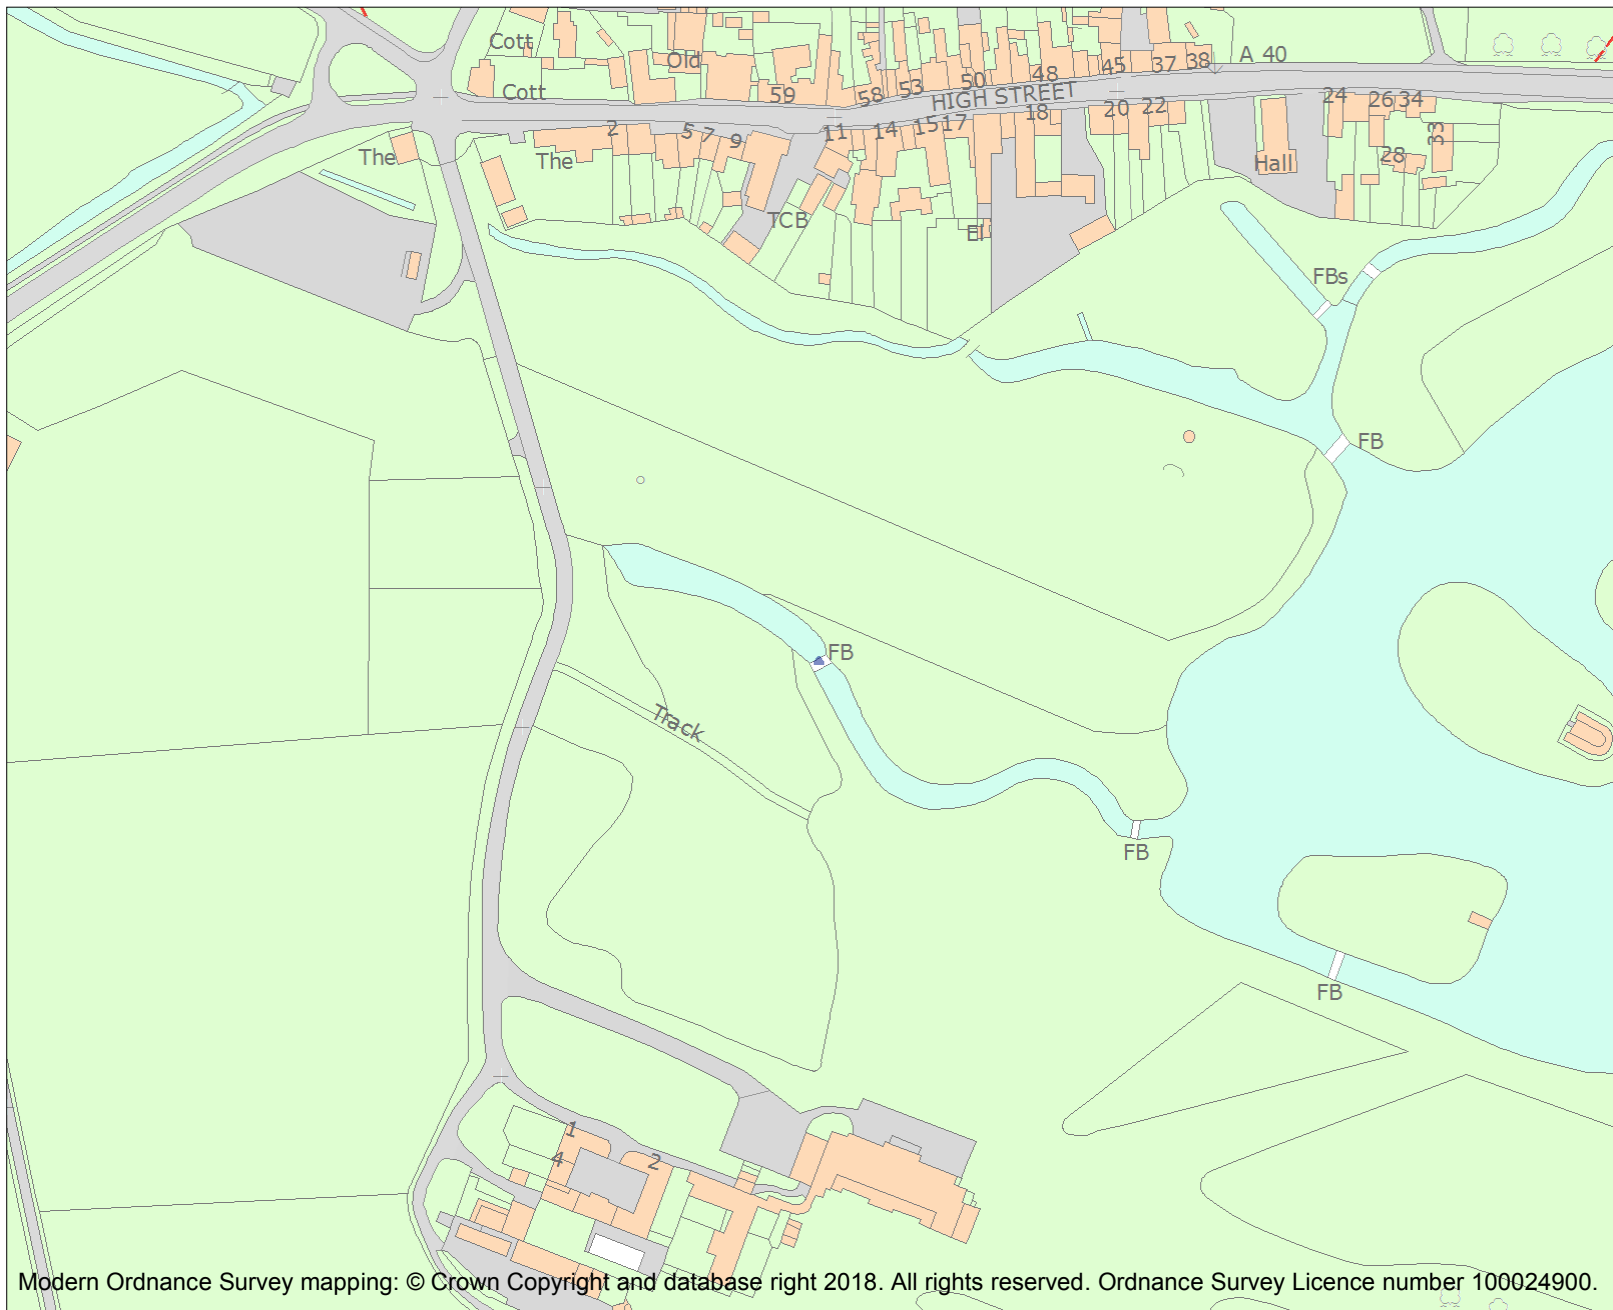 Cott
Old
Cott
59
58
53
50
48
45
37
38
A 40
HIGH STREET
24
26
34
2
5
7
9
11
14
15
17
18
20
22
33
28
The
The
Hall
TCB
El
FBs
FB
FB
Track
FB
FB
1
4
2
Modern Ordnance Survey mapping: © Crown Copyright and database right 2018. All rights reserved. Ordnance Survey Licence number 100024900.